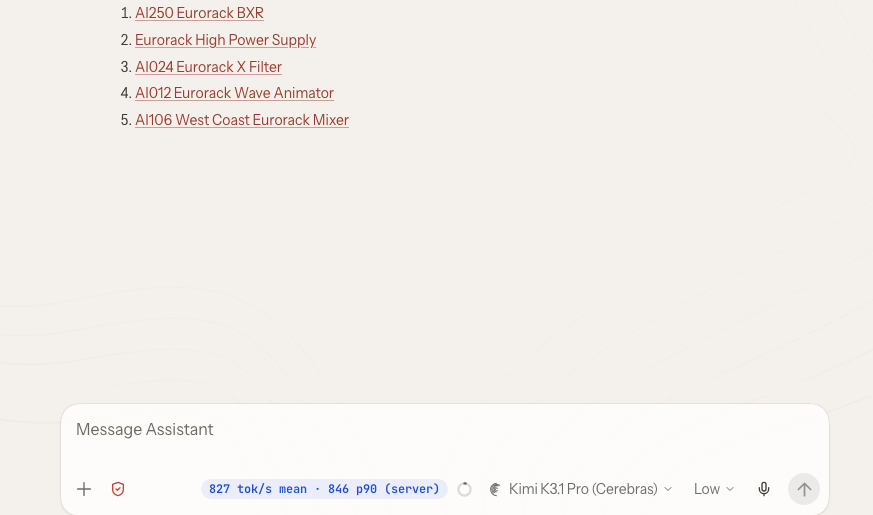 1. AI250 Eurorack BXR
2. Eurorack High Power Supply
3. AI024 Eurorack X Filter
4. AI012 Eurorack Wave Animator
5. AI106 West Coast Eurorack Mixer
Message Assistant
827 tok/s mean · 846 p90 (server) Kimi K3.1 Pro (Cerebras) Low